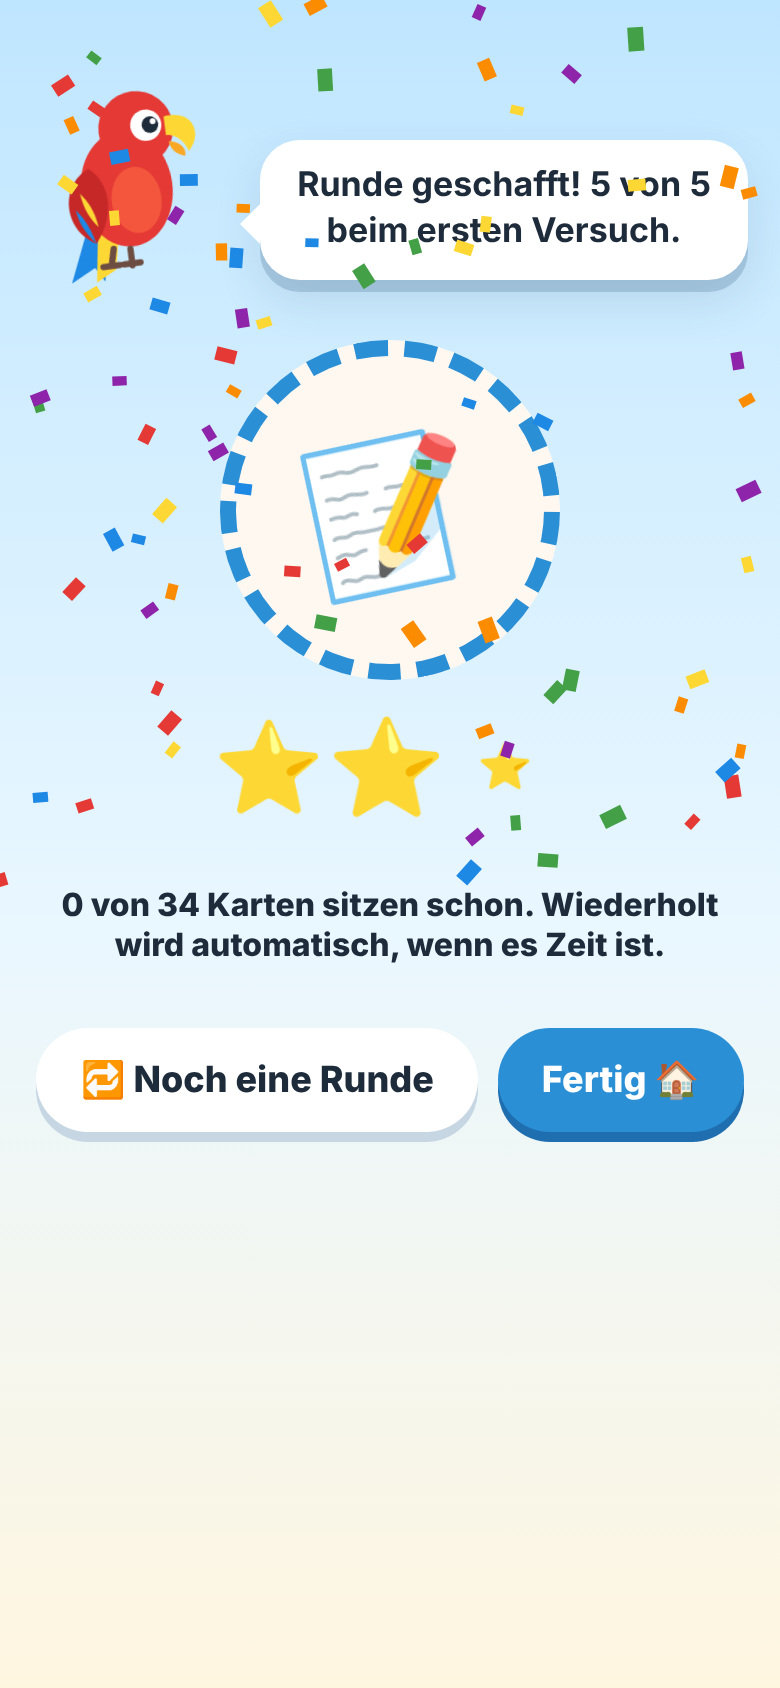 Runde geschafft! 5 von 5
beim ersten Versuch.
0 von 34 Karten sitzen schon. Wiederholt
wird automatisch, wenn es Zeit ist.
Noch eine Runde
Fertig